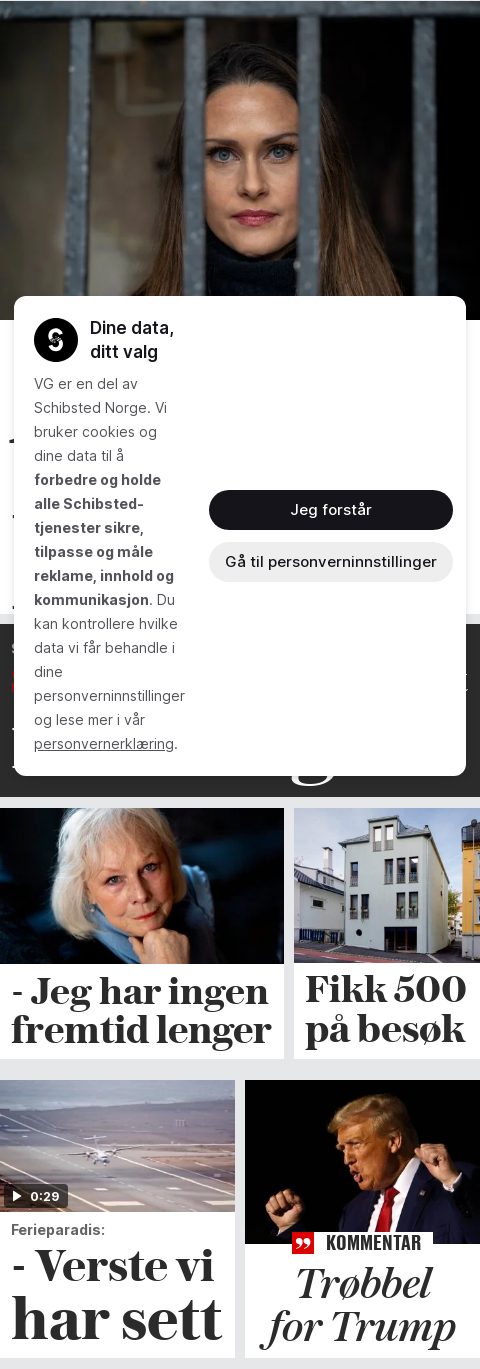 Dine data,
ditt valg
VG er en del av
Schibsted Norge. Vi
bruker cookies og
dine data til å
forbedre og holde
alle Schibsted-
tjenester sikre,
tilpasse og måle
reklame, innhold og
kommunikasjon. Du
kan kontrollere hvilke
data vi får behandle i
dine
personverninnstillinger
og lese mer i vår
personvernerklæring.
Jeg forstår
Gå til personverninnstillinger
- Jeg har ingen
fremtid lenger
Fikk 500
på besøk
0:29
Ferieparadis:
- Verste vi
har sett
KOMMENTAR
Trøbbel
for Trump